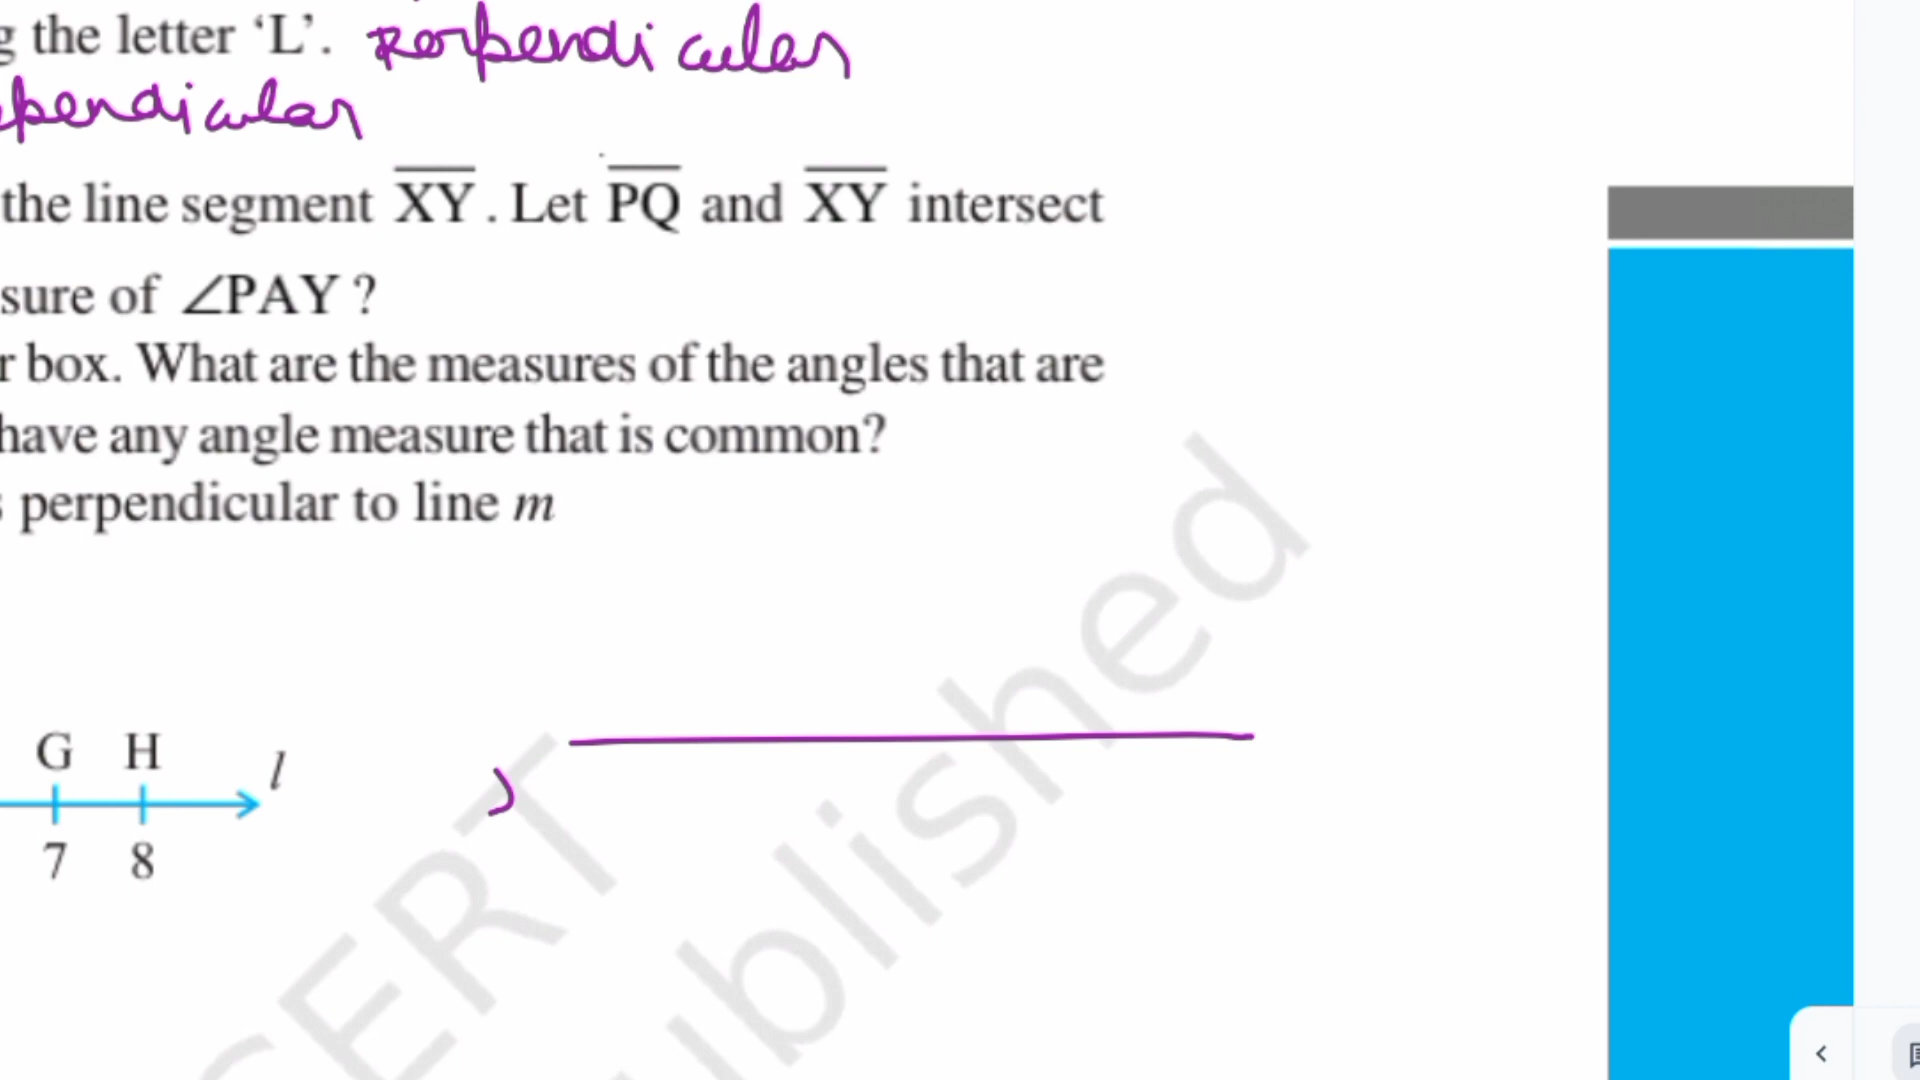 g the letter ‘L’. perpendicular
pendicular
the line segment XY. Let PQ and XY intersect
sure of ∠PAY ?
r box. What are the measures of the angles that are
have any angle measure that is common?
s perpendicular to line m
G H l
7 8
CERT
ublished